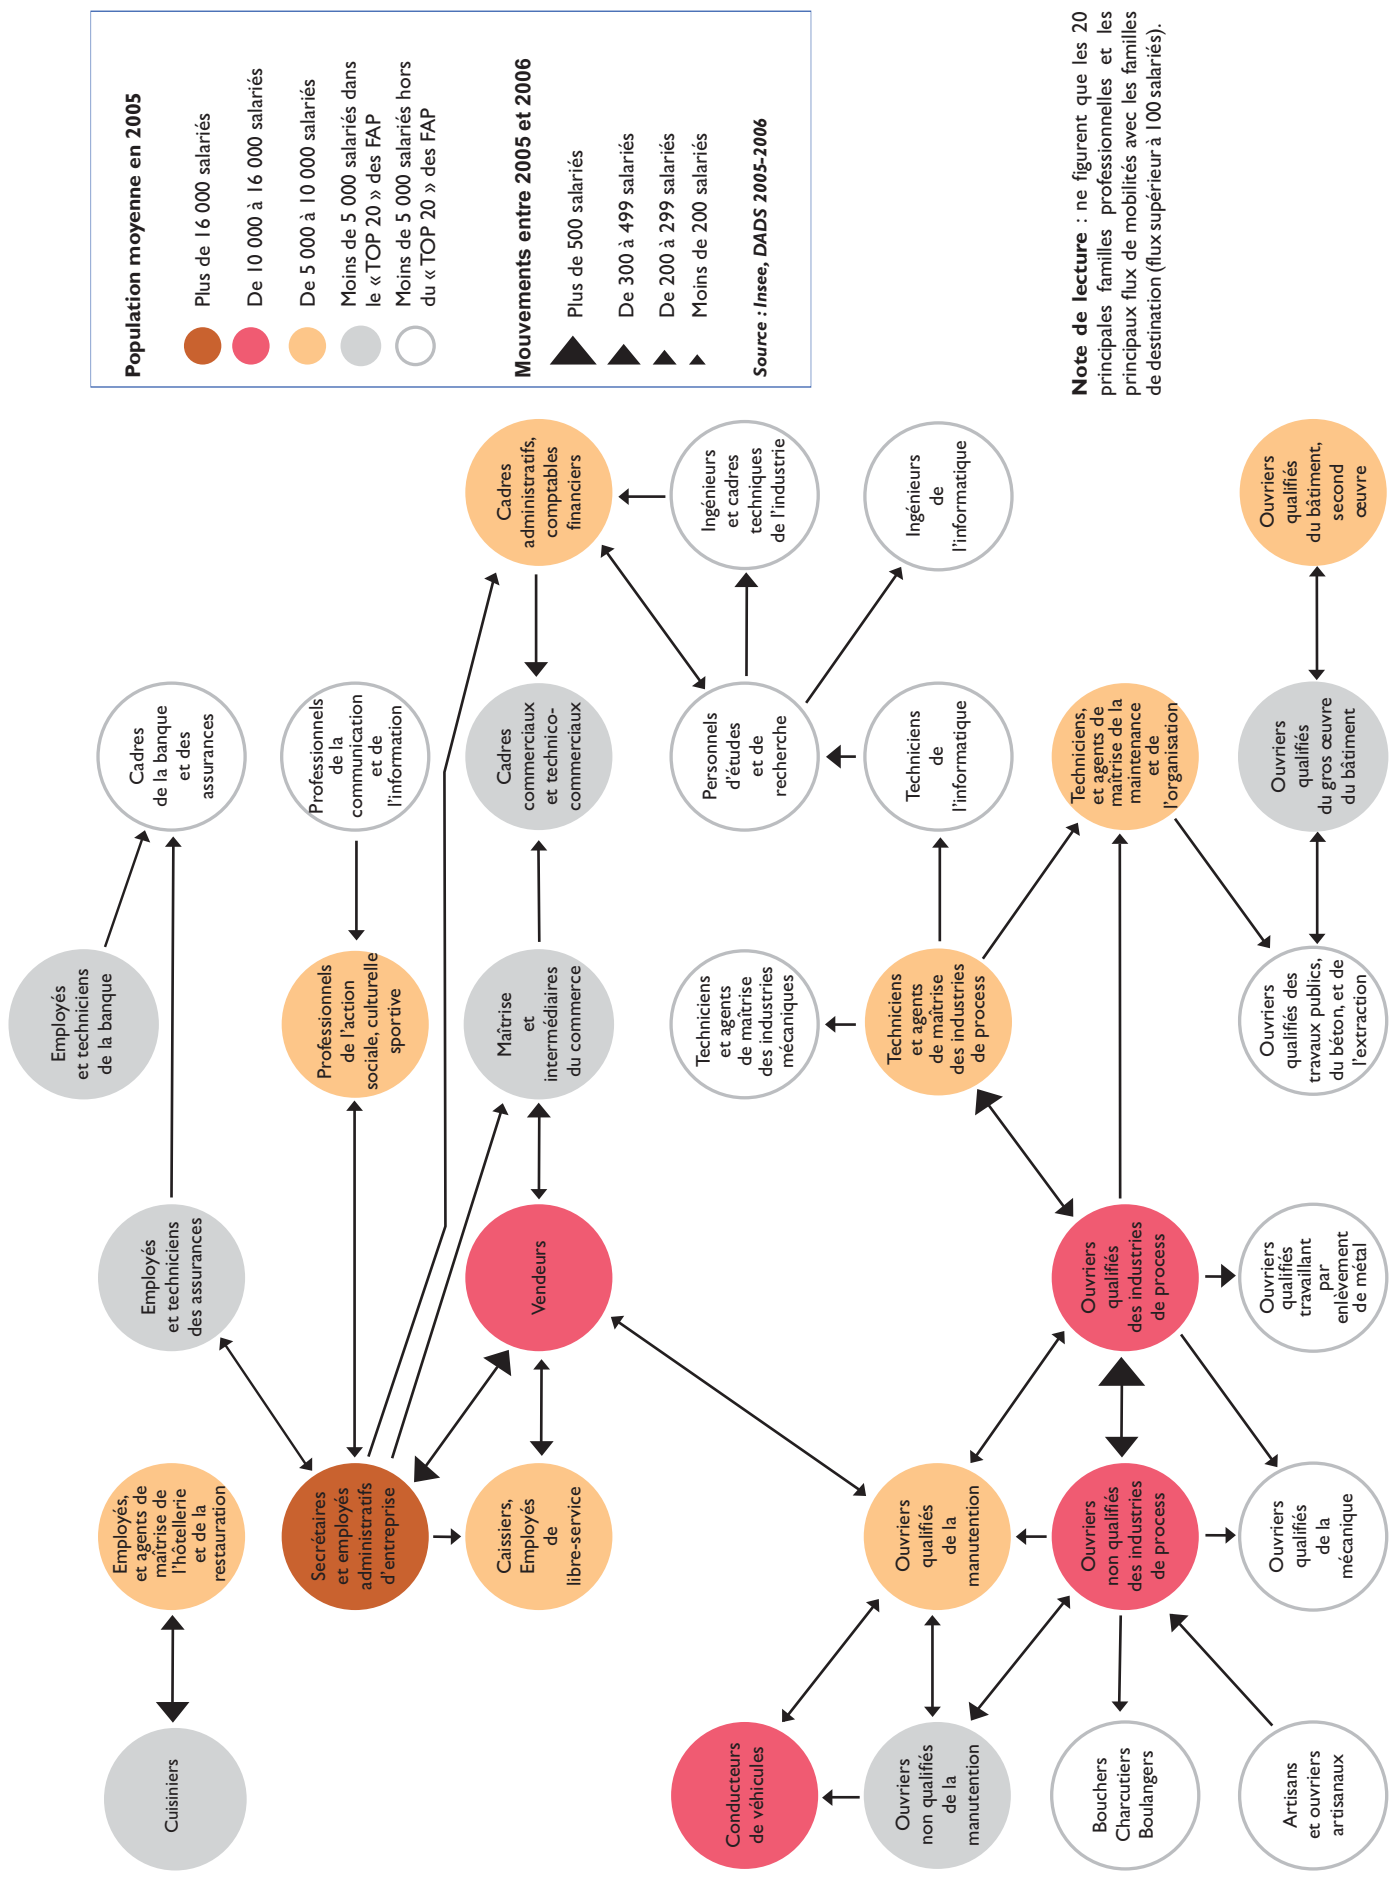 Employés
et techniciens
de la banque
Cuisiniers
Employés,
et agents de
maîtrise de
l'hôtellerie
et de la
restauration
Employés
et techniciens
des assurances
Cadres
de la banque
et des
assurances
Secrétaires
et employés
administratifs
d'entreprise
Professionnels
de l'action
sociale, culturelle
sportive
Professionnels
de la
communication
et de
l'information
Caissiers,
Employés
de
libre-service
Vendeurs
Maîtrise
et
intermédiaires
du commerce
Cadres
commerciaux
et technico-
commerciaux
Cadres
administratifs,
comptables
financiers
Conducteurs
de véhicules
Techniciens
et agents
de maîtrise
des industries
mécaniques
Personnels
d'études
et de
recherche
Ingénieurs
et cadres
techniques
de l'industrie
Ouvriers
non qualifiés
de la
manutention
Ouvriers
qualifiés
de la
manutention
Techniciens
et agents
de maîtrise
des industries
de process
Techniciens
de
l'informatique
Ingénieurs
de
l'informatique
Bouchers
Charcutiers
Boulangers
Ouvriers
non qualifiés
des industries
de process
Ouvriers
qualifiés
des industries
de process
Techniciens,
et agents de
maîtrise de la
maintenance
et de
l'organisation
Artisans
et ouvriers
artisanaux
Ouvriers
qualifiés
de la
mécanique
Ouvriers
qualifiés
travaillant
par
enlèvement
de métal
Ouvriers
qualifiés des
travaux publics,
du béton, et de
l'extraction
Ouvriers
qualifiés
du gros œuvre
du bâtiment
Ouvriers
qualifiés
du bâtiment,
second
œuvre
Population moyenne en 2005
Plus de 16 000 salariés
De 10 000 à 16 000 salariés
De 5 000 à 10 000 salariés
Moins de 5 000 salariés dans
le « TOP 20 » des FAP
Moins de 5 000 salariés hors
du « TOP 20 » des FAP
Mouvements entre 2005 et 2006
Plus de 500 salariés
De 300 à 499 salariés
De 200 à 299 salariés
Moins de 200 salariés
Source : Insee, DADS 2005-2006
Note de lecture : ne figurent que les 20
principales familles professionnelles et les
principaux flux de mobilités avec les familles
de destination (flux supérieur à 100 salariés).